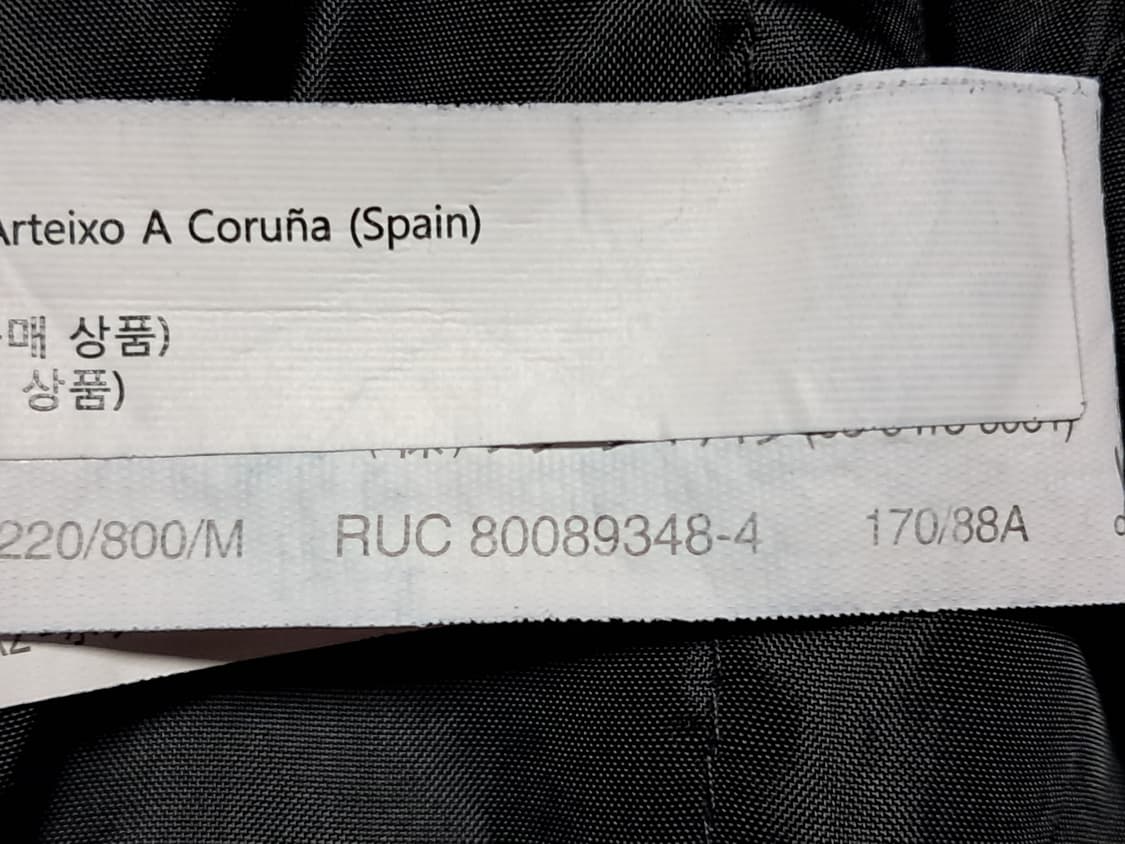 Arteixo A Coruña (Spain)
매 상품)
상품)
220/800/M RUC 80089348-4 170/88A